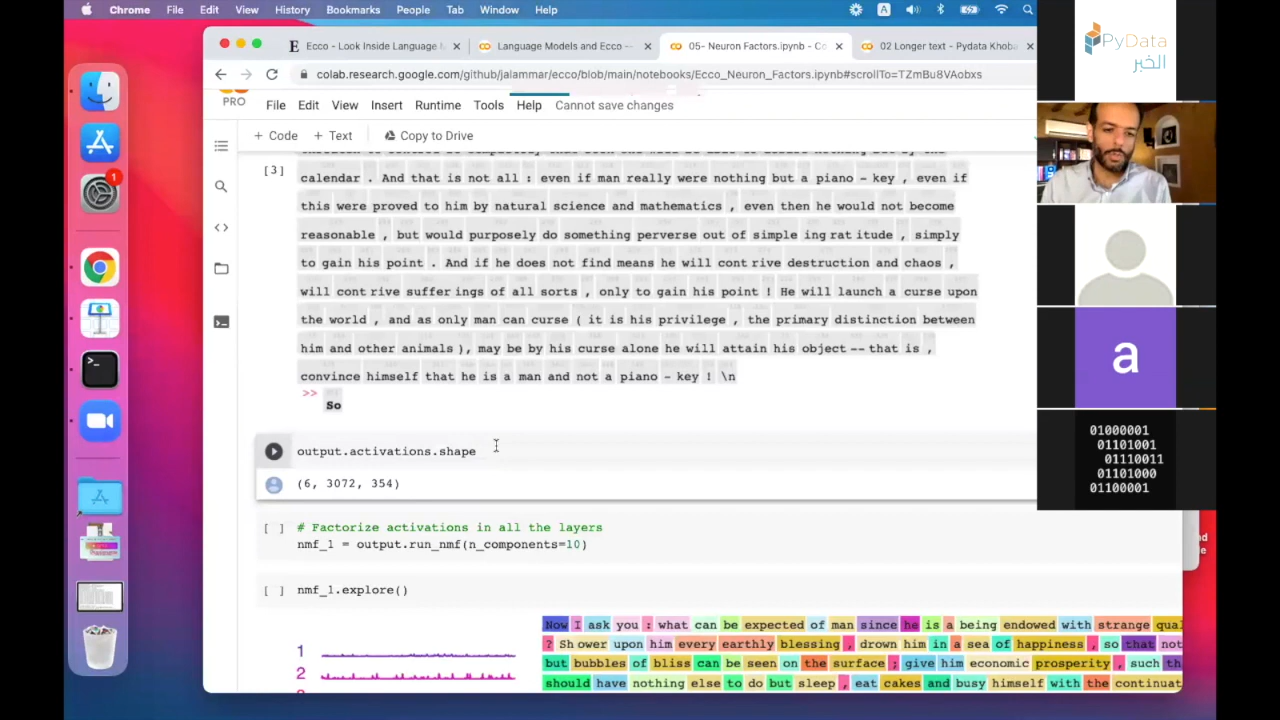 Chrome File Edit View History Bookmarks People Tab Window Help A
Ecco - Look Inside Language
Language Models and Ecco --
05- Neuron Factors.ipynb - Co
02 Longer text - Pydata Khoba
colab.research.google.com/github/jalammar/ecco/blob/main/notebooks/Ecco_Neuron_Factors.ipynb#scrollTo=TZmBu8VAobxs
PRO
File Edit View Insert Runtime Tools Help Cannot save changes
+ Code + Text Copy to Drive
[3]
calendar . And that is not all : even if man really were nothing but a piano - key , even if
this were proved to him by natural science and mathematics , even then he would not become
reasonable , but would purposely do something perverse out of simple ing rat itude , simply
to gain his point . And if he does not find means he will cont rive destruction and chaos ,
will cont rive suffer ings of all sorts , only to gain his point ! He will launch a curse upon
the world , and as only man can curse ( it is his privilege , the primary distinction between
him and other animals ), may be by his curse alone he will attain his object -- that is ,
convince himself that he is a man and not a piano - key ! \n
>> So
output.activations.shape
(6, 3072, 354)
[ ] # Factorize activations in all the layers
nmf_1 = output.run_nmf(n_components=10)
[ ] nmf_1.explore()
Now I ask you : what can be expected of man since he is a being endowed with strange qual
1 ? Sh ower upon him every earthly blessing , drown him in a sea of happiness , so that not
2 but bubbles of bliss can be seen on the surface ; give him economic prosperity , such th
should have nothing else to do but sleep , eat cakes and busy himself with the continuat
1
PyData
الخبر
a
01000001
01101001
01110011
01101000
01100001